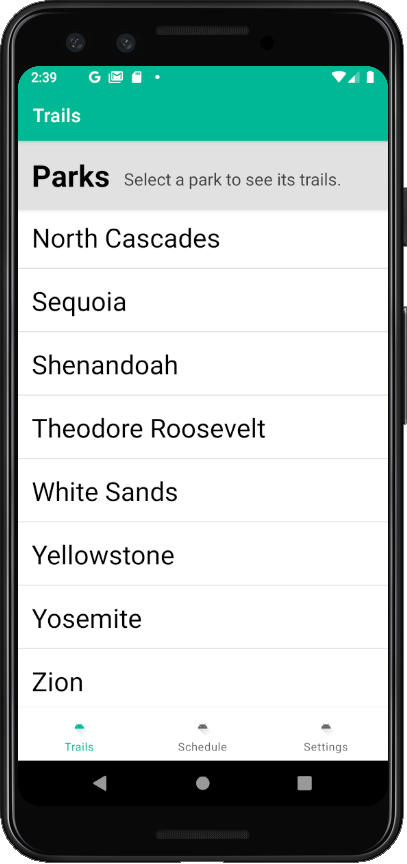 2:39
Trails
Parks Select a park to see its trails.
North Cascades
Sequoia
Shenandoah
Theodore Roosevelt
White Sands
Yellowstone
Yosemite
Zion
Trails Schedule Settings